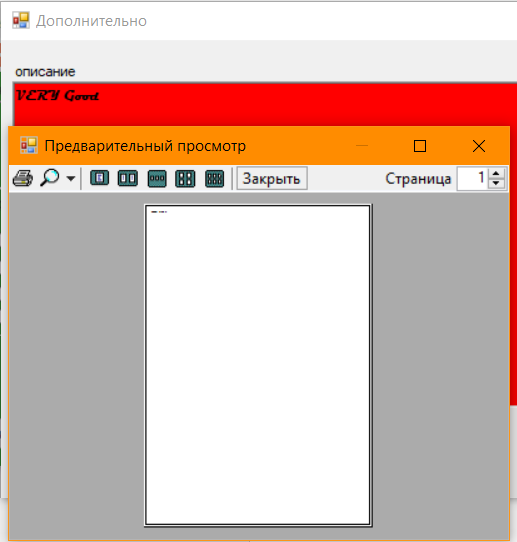 Дополнительно
описание
VERY Good
Предварительный просмотр
Закрыть Страница 1